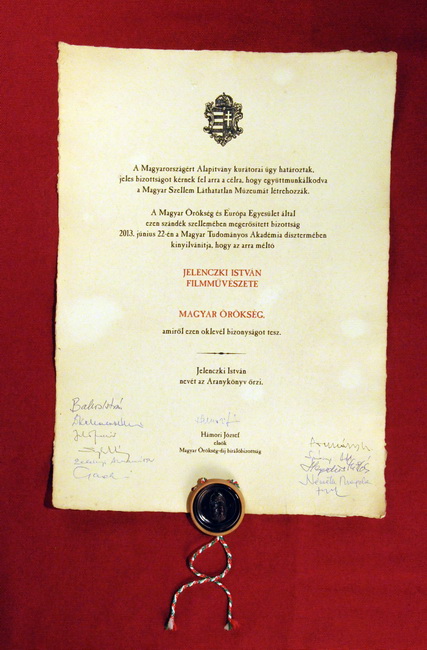 A Magyarországért Alapítvány kurátorai úgy határoztak,
jeles bizottságot kérnek fel arra a célra, hogy együttmunkálkodva
a Magyar Szellem Láthatatlan Múzeumát létrehozzák.
A Magyar Örökség és Európa Egyesület által
ezen szándék szellemében megerősített bizottság
2013. június 22-én a Magyar Tudományos Akadémia dísztermében
kinyilvánítja, hogy az arra méltó
JELENCZKI ISTVÁN
FILMMŰVÉSZETE
MAGYAR ÖRÖKSÉG,
amiről ezen oklevél bizonyságot tesz.
Jelenczki István
nevét az Aranykönyv őrzi.
Hámori József
elnök
Magyar Örökség-díj bírálóbizottság